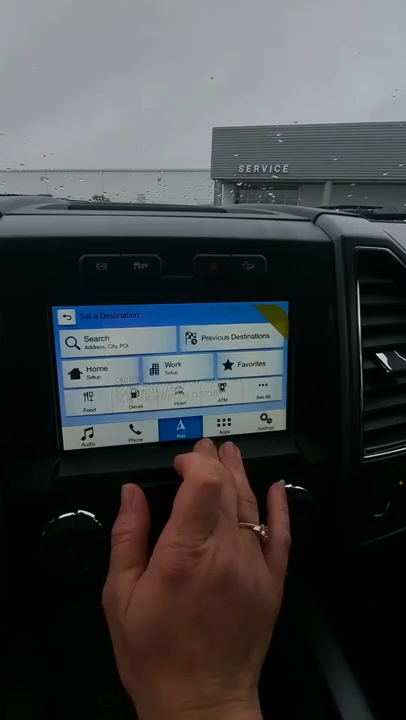 SERVICE
Set a Destination
Search
Address, City, POI
Previous Destinations
Home
Setup
Work
Setup
Favorites
Food
Diesel
Hotel
ATM
See All
Audio
Phone
Nav
Apps
Settings